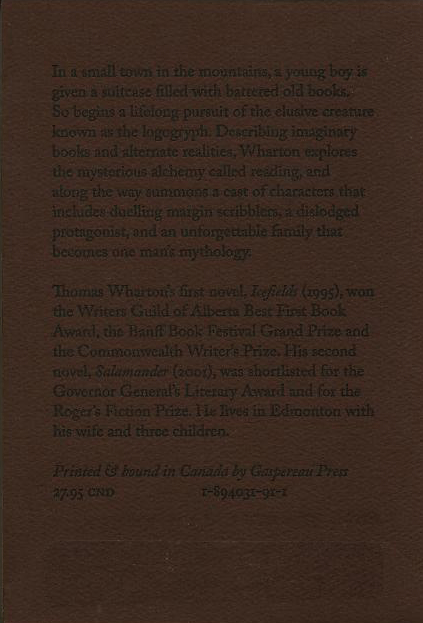 In a small town in the mountains, a young boy is
given a suitcase filled with battered old books.
So begins a lifelong pursuit of the elusive creature
known as the logogryph. Describing imaginary
books and alternate realities, Wharton explores
the mysterious alchemy called reading, and
along the way summons a cast of characters that
includes duelling margin scribblers, a dislodged
protagonist, and an unforgettable family that
becomes one man's mythology.
Thomas Wharton's first novel, Icefields (1995), won
the Writers Guild of Alberta Best First Book
Award, the Banff Book Festival Grand Prize and
the Commonwealth Writer's Prize. His second
novel, Salamander (2001), was shortlisted for the
Governor General's Literary Award and for the
Roger's Fiction Prize. He lives in Edmonton with
his wife and three children.
Printed & bound in Canada by Gaspereau Press
27.95 CND 1-894031-91-1